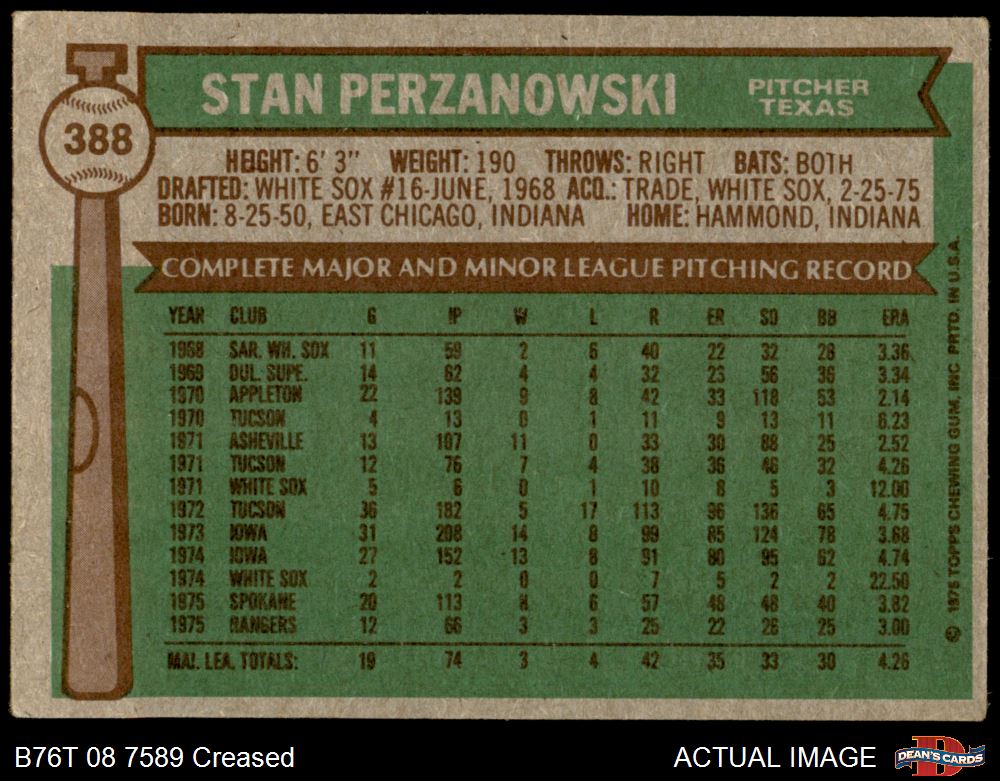 388
STAN PERZANOWSKI
PITCHER
TEXAS
HEIGHT: 6' 3" WEIGHT: 190 THROWS: RIGHT BATS: BOTH
DRAFTED: WHITE SOX #16-JUNE, 1968 ACQ.: TRADE, WHITE SOX, 2-25-75
BORN: 8-25-50, EAST CHICAGO, INDIANA HOME: HAMMOND, INDIANA
COMPLETE MAJOR AND MINOR LEAGUE PITCHING RECORD
YEAR CLUB G IP W L R ER SO BB ERA
1968 SAR. WH. SOX 11 59 2 6 40 22 32 28 3.36
1969 DUL. SUPE. 14 62 4 4 32 23 56 36 3.34
1970 APPLETON 22 139 9 8 42 33 118 53 2.14
1970 TUCSON 4 13 0 1 11 9 13 11 6.23
1971 ASHEVILLE 13 107 11 0 33 30 88 25 2.52
1971 TUCSON 12 76 7 4 38 36 46 32 4.26
1971 WHITE SOX 5 6 0 1 10 8 5 3 12.00
1972 TUCSON 36 182 5 17 113 96 136 65 4.75
1973 IOWA 31 208 14 8 99 85 124 78 3.68
1974 IOWA 27 152 13 8 91 80 95 62 4.74
1974 WHITE SOX 2 2 0 0 7 5 2 2 22.50
1975 SPOKANE 20 113 8 6 57 48 48 40 3.82
1975 RANGERS 12 66 3 3 25 22 26 25 3.00
MAJ. LEA. TOTALS: 19 74 3 4 42 35 33 30 4.26
© 1976 TOPPS CHEWING GUM, INC PRTD. IN U.S.A.
B76T 08 7589 Creased
ACTUAL IMAGE
D
DEAN'S CARDS